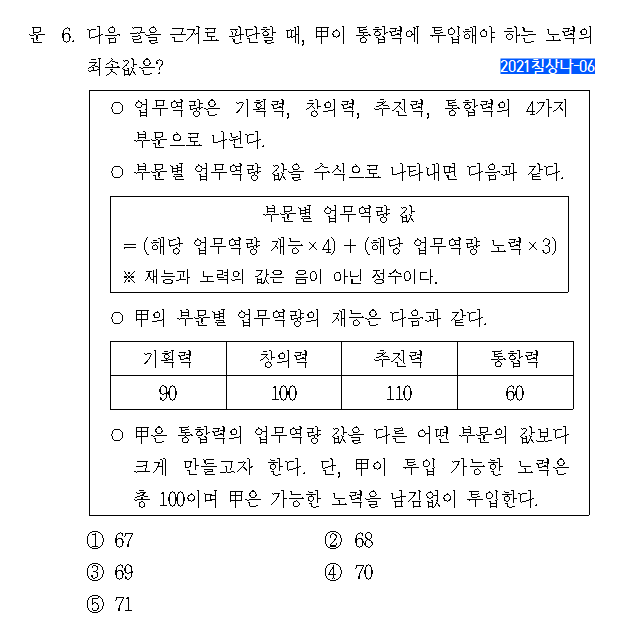 문 6. 다음 글을 근거로 판단할 때, 甲이 통합력에 투입해야 하는 노력의
최솟값은?
2021칠상나-06
○ 업무역량은 기획력, 창의력, 추진력, 통합력의 4가지
부문으로 나뉜다.
○ 부문별 업무역량 값을 수식으로 나타내면 다음과 같다.
부문별 업무역량 값
= (해당 업무역량 재능×4) + (해당 업무역량 노력×3)
※ 재능과 노력의 값은 음이 아닌 정수이다.
○ 甲의 부문별 업무역량의 재능은 다음과 같다.
기획력 창의력 추진력 통합력
90 100 110 60
○ 甲은 통합력의 업무역량 값을 다른 어떤 부문의 값보다
크게 만들고자 한다. 단, 甲이 투입 가능한 노력은
총 100이며 甲은 가능한 노력을 남김없이 투입한다.
① 67 ② 68
③ 69 ④ 70
⑤ 71